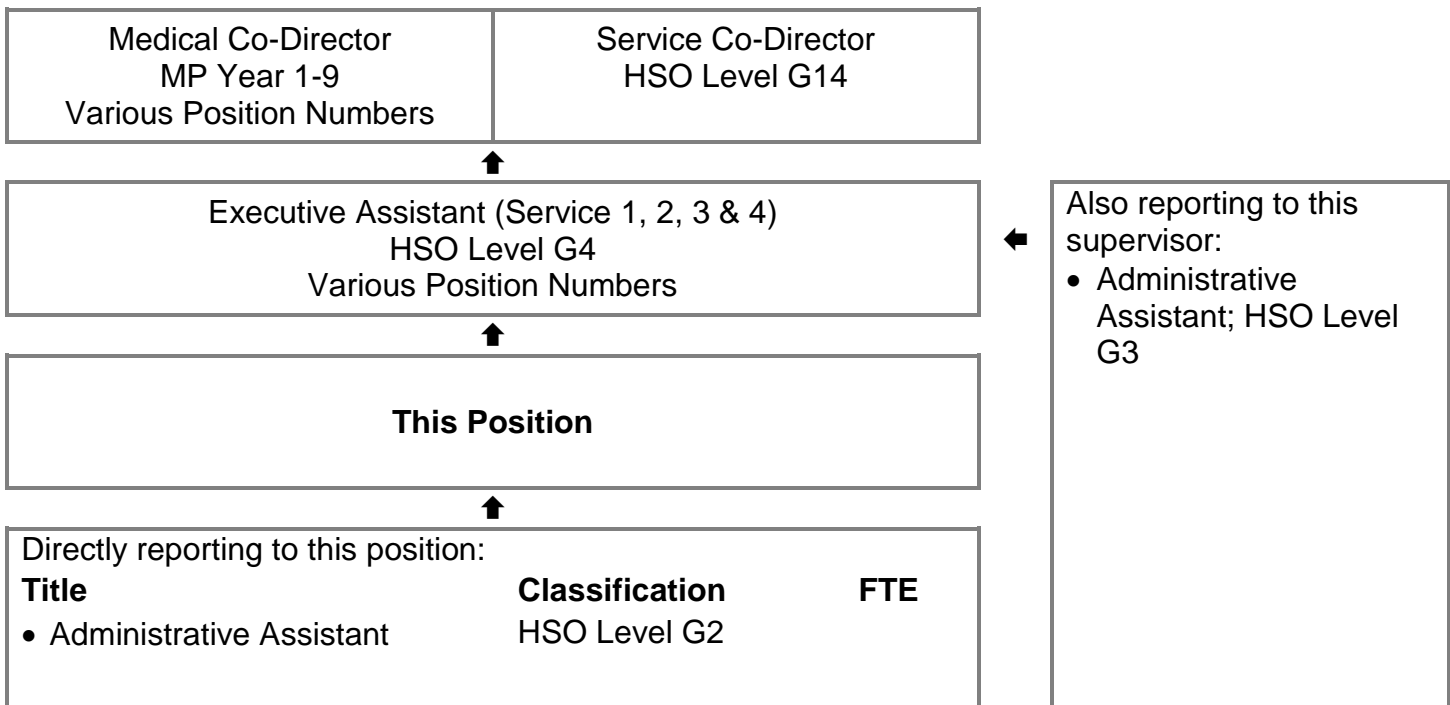 Medical Co-Director
MP Year 1-9
Various Position Numbers
Service Co-Director
HSO Level G14
Executive Assistant (Service 1, 2, 3 & 4)
HSO Level G4
Various Position Numbers
Also reporting to this
supervisor:
• Administrative
Assistant; HSO Level
G3
This Position
Directly reporting to this position:
Title Classification FTE
• Administrative Assistant HSO Level G2